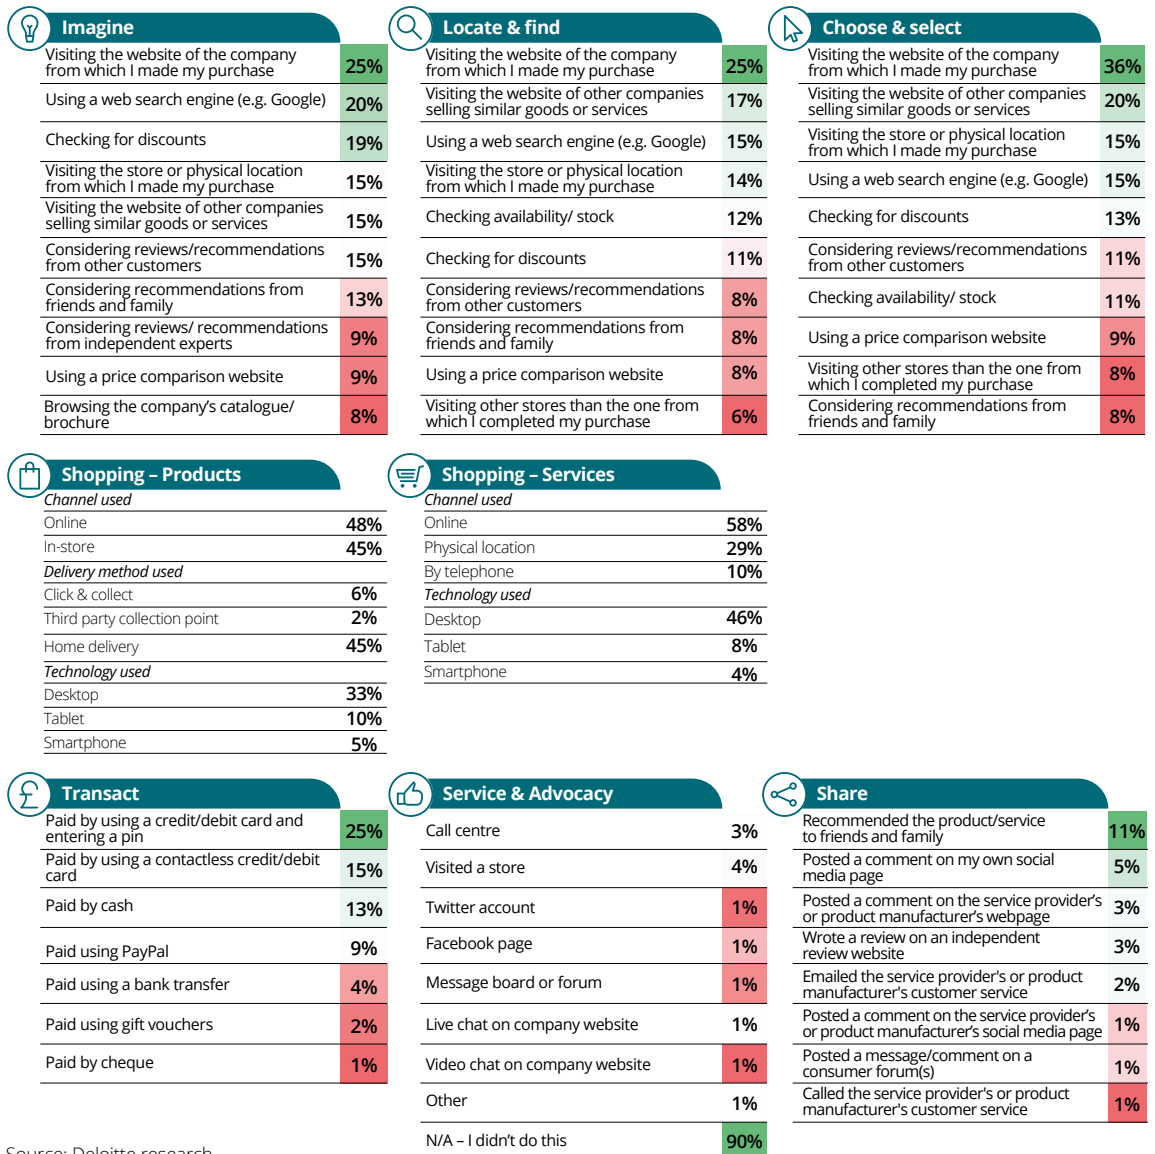 Imagine
Visiting the website of the company
from which I made my purchase
25%
Using a web search engine (e.g. Google)
20%
Checking for discounts
19%
Visiting the store or physical location
from which I made my purchase
15%
Visiting the website of other companies
selling similar goods or services
15%
Considering reviews/recommendations
from other customers
15%
Considering recommendations from
friends and family
13%
Considering reviews/ recommendations
from independent experts
9%
Using a price comparison website
9%
Browsing the company's catalogue/
brochure
8%
Locate & find
Visiting the website of the company
from which I made my purchase
25%
Visiting the website of other companies
selling similar goods or services
17%
Using a web search engine (e.g. Google)
15%
Visiting the store or physical location
from which I made my purchase
14%
Checking availability/ stock
12%
Checking for discounts
11%
Considering reviews/recommendations
from other customers
8%
Considering recommendations from
friends and family
8%
Using a price comparison website
8%
Visiting other stores than the one from
which I completed my purchase
6%
Choose & select
Visiting the website of the company
from which I made my purchase
36%
Visiting the website of other companies
selling similar goods or services
20%
Visiting the store or physical location
from which I made my purchase
15%
Using a web search engine (e.g. Google)
15%
Checking for discounts
13%
Considering reviews/recommendations
from other customers
11%
Checking availability/ stock
11%
Using a price comparison website
9%
Visiting other stores than the one from
which I completed my purchase
8%
Considering recommendations from
friends and family
8%
Shopping – Products
Channel used
Online 48%
In-store 45%
Delivery method used
Click & collect 6%
Third party collection point 2%
Home delivery 45%
Technology used
Desktop 33%
Tablet 10%
Smartphone 5%
Shopping – Services
Channel used
Online 58%
Physical location 29%
By telephone 10%
Technology used
Desktop 46%
Tablet 8%
Smartphone 4%
Transact
Paid by using a credit/debit card and
entering a pin
25%
Paid by using a contactless credit/debit
card
15%
Paid by cash
13%
Paid using PayPal
9%
Paid using a bank transfer
4%
Paid using gift vouchers
2%
Paid by cheque
1%
Service & Advocacy
Call centre
3%
Visited a store
4%
Twitter account
1%
Facebook page
1%
Message board or forum
1%
Live chat on company website
1%
Video chat on company website
1%
Other
1%
N/A – I didn't do this
90%
Share
Recommended the product/service
to friends and family
11%
Posted a comment on my own social
media page
5%
Posted a comment on the service provider's
or product manufacturer's webpage
3%
Wrote a review on an independent
review website
3%
Emailed the service provider's or product
manufacturer's customer service
2%
Posted a comment on the service provider's
or product manufacturer's social media page
1%
Posted a message/comment on a
consumer forum(s)
1%
Called the service provider's or product
manufacturer's customer service
1%
Source: Deloitte research